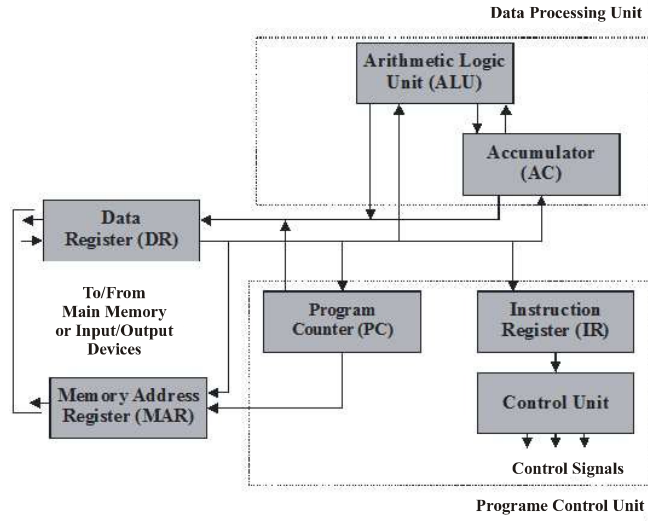 Data Processing Unit
Arithmetic Logic
Unit (ALU)
Accumulator
(AC)
Data
Register (DR)
To/From
Main Memory
or Input/Output
Devices
Program
Counter (PC)
Instruction
Register (IR)
Memory Address
Register (MAR)
Control Unit
Control Signals
Programe Control Unit